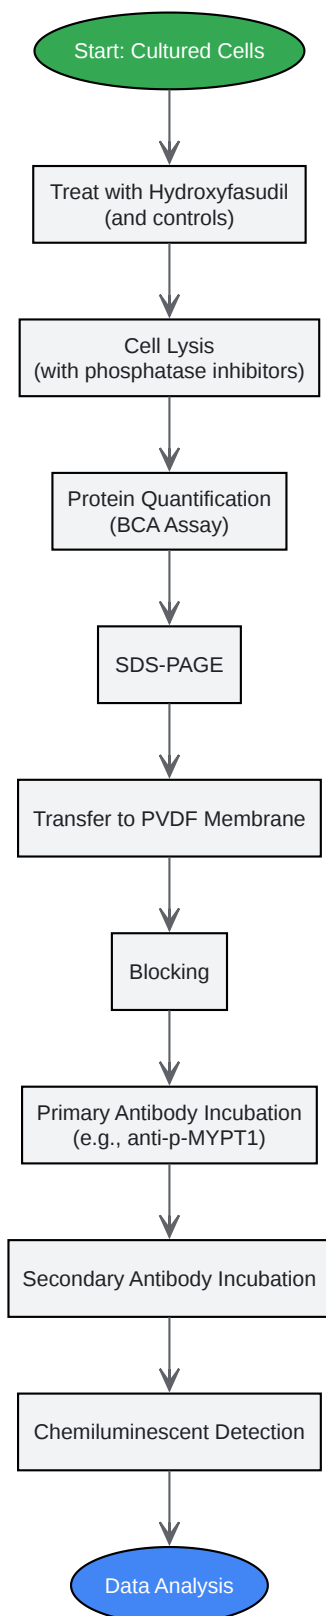 Start: Cultured Cells
Treat with Hydroxyfasudil
(and controls)
Cell Lysis
(with phosphatase inhibitors)
Protein Quantification
(BCA Assay)
SDS-PAGE
Transfer to PVDF Membrane
Blocking
Primary Antibody Incubation
(e.g., anti-p-MYPT1)
Secondary Antibody Incubation
Chemiluminescent Detection
Data Analysis